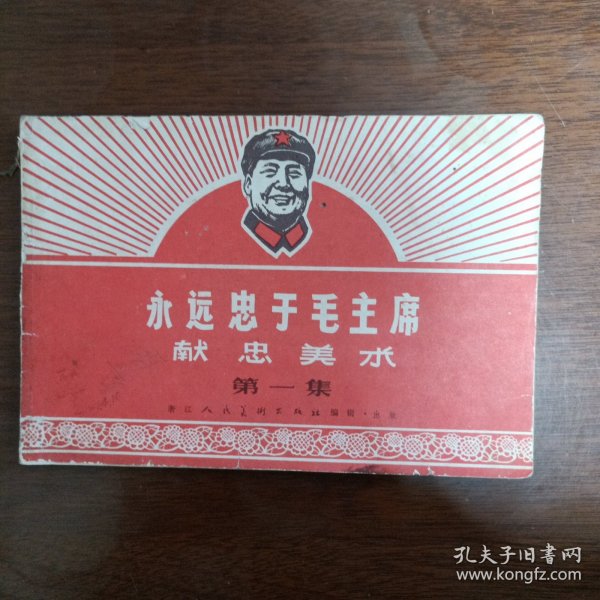 永远忠于毛主席
献忠美术
第一集
浙江人民美术出版社编辑·出版
孔夫子旧书网
www.kongfz.com